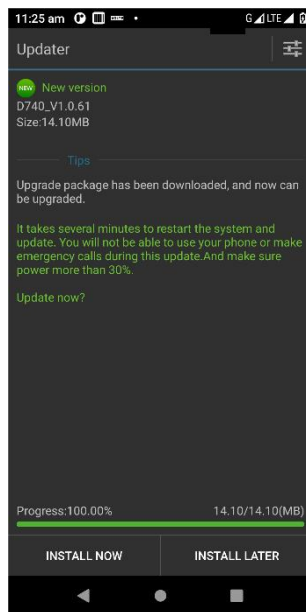 11:25 am
G LTE
Updater
NEW New version
D740_V1.0.61
Size:14.10MB
Tips
Upgrade package has been downloaded, and now can
be upgraded.
It takes several minutes to restart the system and
update. You will not be able to use your phone or make
emergency calls during this update.And make sure
power more than 30%.
Update now?
Progress:100.00% 14.10/14.10(MB)
INSTALL NOW INSTALL LATER